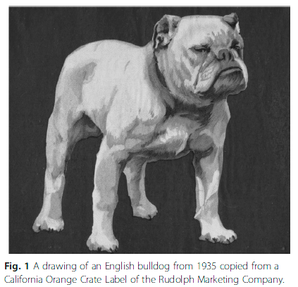 Fig. 1 A drawing of an English bulldog from 1935 copied from a
California Orange Crate Label of the Rudolph Marketing Company.